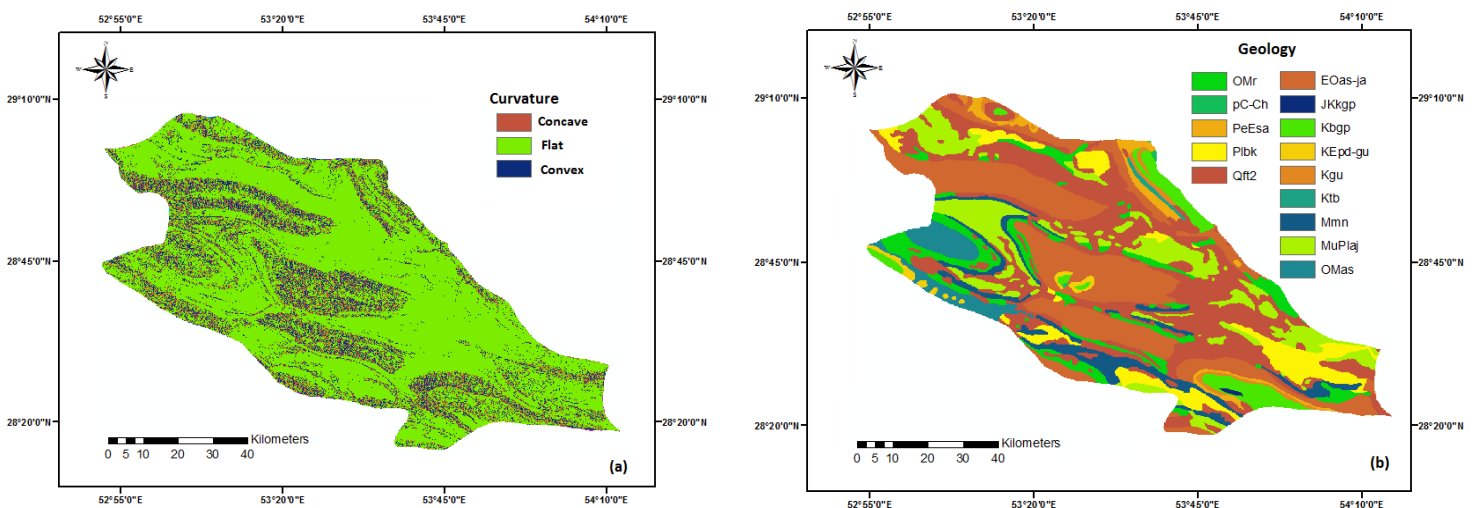 52°55'0"E 53°20'0"E 53°45'0"E 54°10'0"E
29°10'0"N
28°45'0"N
28°20'0"N
N
W E
S
Curvature
Concave
Flat
Convex
29°10'0"N
28°45'0"N
28°20'0"N
Kilometers
0 5 10 20 30 40
(a)
52°55'0"E 53°20'0"E 53°45'0"E 54°10'0"E
52°55'0"E 53°20'0"E 53°45'0"E 54°10'0"E
29°10'0"N
28°45'0"N
28°20'0"N
N
W E
S
Geology
OMr
pC-Ch
PeEsa
Plbk
Qft2
EOas-ja
JKkgp
Kbgp
KEpd-gu
Kgu
Ktb
Mmn
MuPlaj
OMas
29°10'0"N
28°45'0"N
28°20'0"N
Kilometers
0 5 10 20 30 40
(b)
52°55'0"E 53°20'0"E 53°45'0"E 54°10'0"E